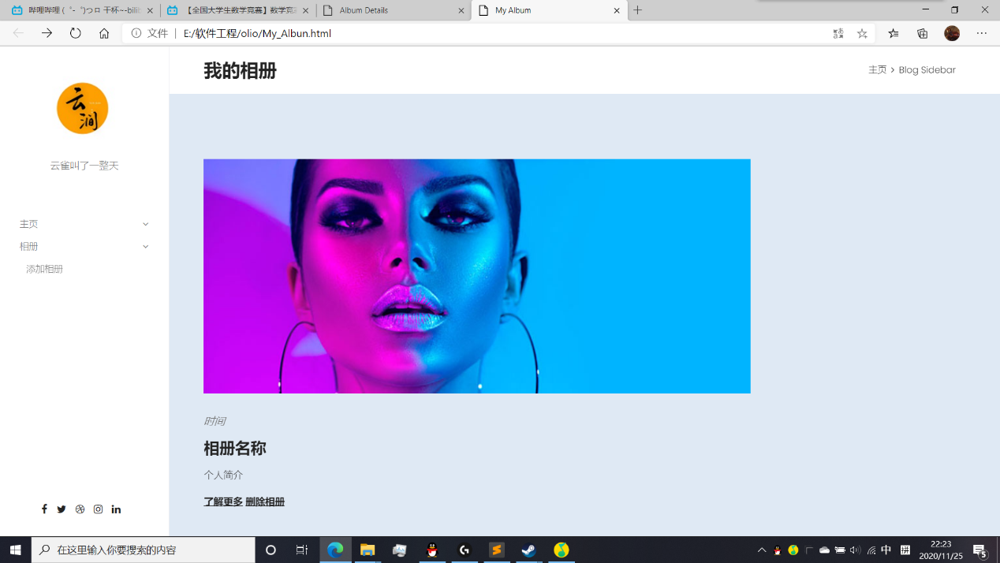 哔哩哔哩 (゜-゜)つロ 干杯~-bili
【全国大学生数学竞赛】数学竞
Album Details
My Album
文件
E:/软件工程/olio/My_Albun.html
云涧
云雀叫了一整天
主页
相册
添加相册
我的相册
主页 > Blog Sidebar
时间
相册名称
个人简介
了解更多 删除相册
在这里输入你要搜索的内容
中
拼
22:23
2020/11/25
5